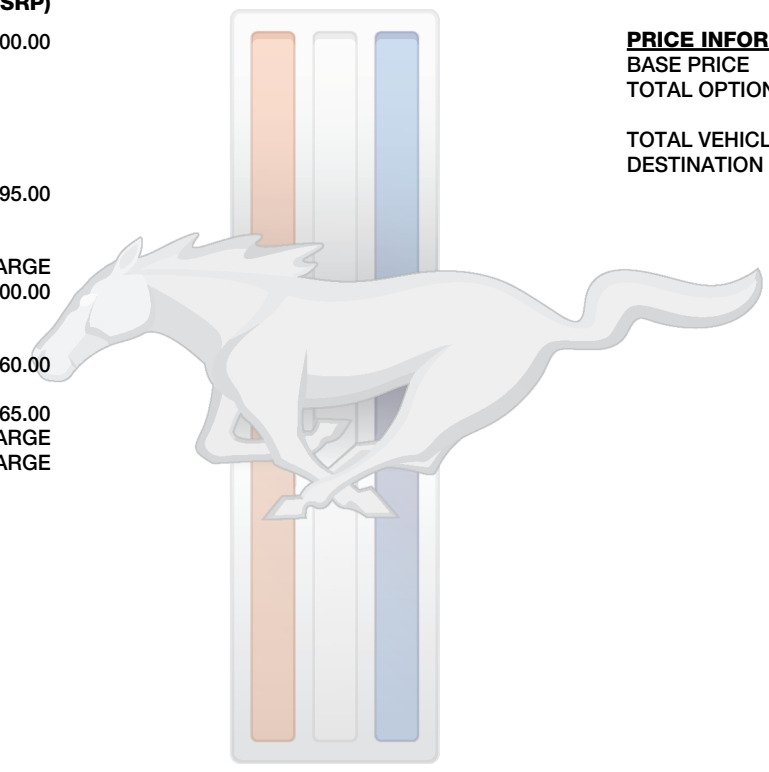 SRP)
00.00
95.00
ARGE
00.00
60.00
65.00
ARGE
ARGE
PRICE INFOR
BASE PRICE
TOTAL OPTION
TOTAL VEHICL
DESTINATION